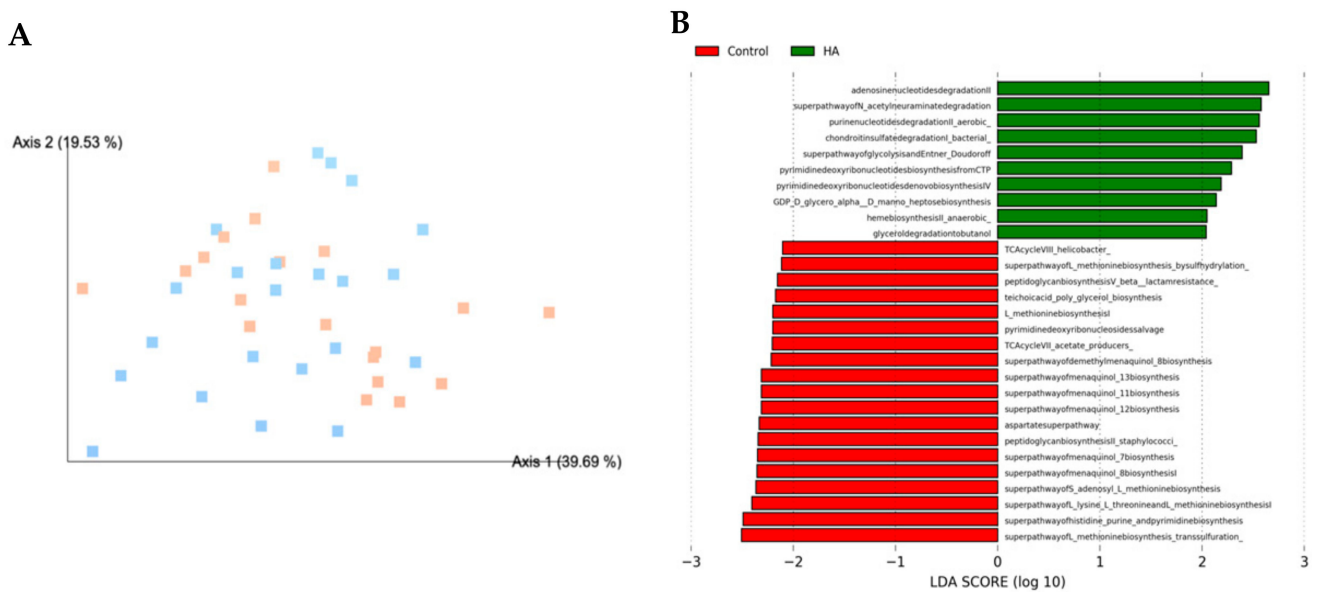 A
B
Control
HA
Axis 2 (19.53 %)
Axis 1 (39.69 %)
adenosinenucleotidesdegradationII
superpathwayofN_acetylneuraminatedegradation
purinenucleotidesdegradationII_aerobic_
chondroitinsulfatedegradationI_bacterial_
superpathwayofglycolysisandEntner_Doudoroff
pyrimidinedeoxyribonucleotidesbiosynthesisfromCTP
pyrimidinedeoxyribonucleotidesdenovobiosynthesisIV
GDP_D_glycero_alpha__D_manno_heptosebiosynthesis
hemebiosynthesisII_anaerobic_
glyceroldegradationtobutanol
TCAcycleVIII_helicobacter_
superpathwayofL_methioninebiosynthesis_bysulfhydrylation_
peptidoglycanbiosynthesisV_beta__lactamresistance_
teichoicacid_poly_glycerol_biosynthesis
L_methioninebiosynthesisI
pyrimidinedeoxyribonucleosidessalvage
TCAcycleVII_acetate_producers_
superpathwayofdemethylmenaquinol_8biosynthesis
superpathwayofmenaquinol_13biosynthesis
superpathwayofmenaquinol_11biosynthesis
superpathwayofmenaquinol_12biosynthesis
aspartatesuperpathway
peptidoglycanbiosynthesisII_staphylococci_
superpathwayofmenaquinol_7biosynthesis
superpathwayofmenaquinol_8biosynthesisI
superpathwayofS_adenosyl_L_methioninebiosynthesis
superpathwayofL_lysine_L_threonineandL_methioninebiosynthesisI
superpathwayofhistidine_purine_andpyrimidinebiosynthesis
superpathwayofL_methioninebiosynthesis_transsulfuration_
−3 −2 −1 0 1 2 3
LDA SCORE (log 10)